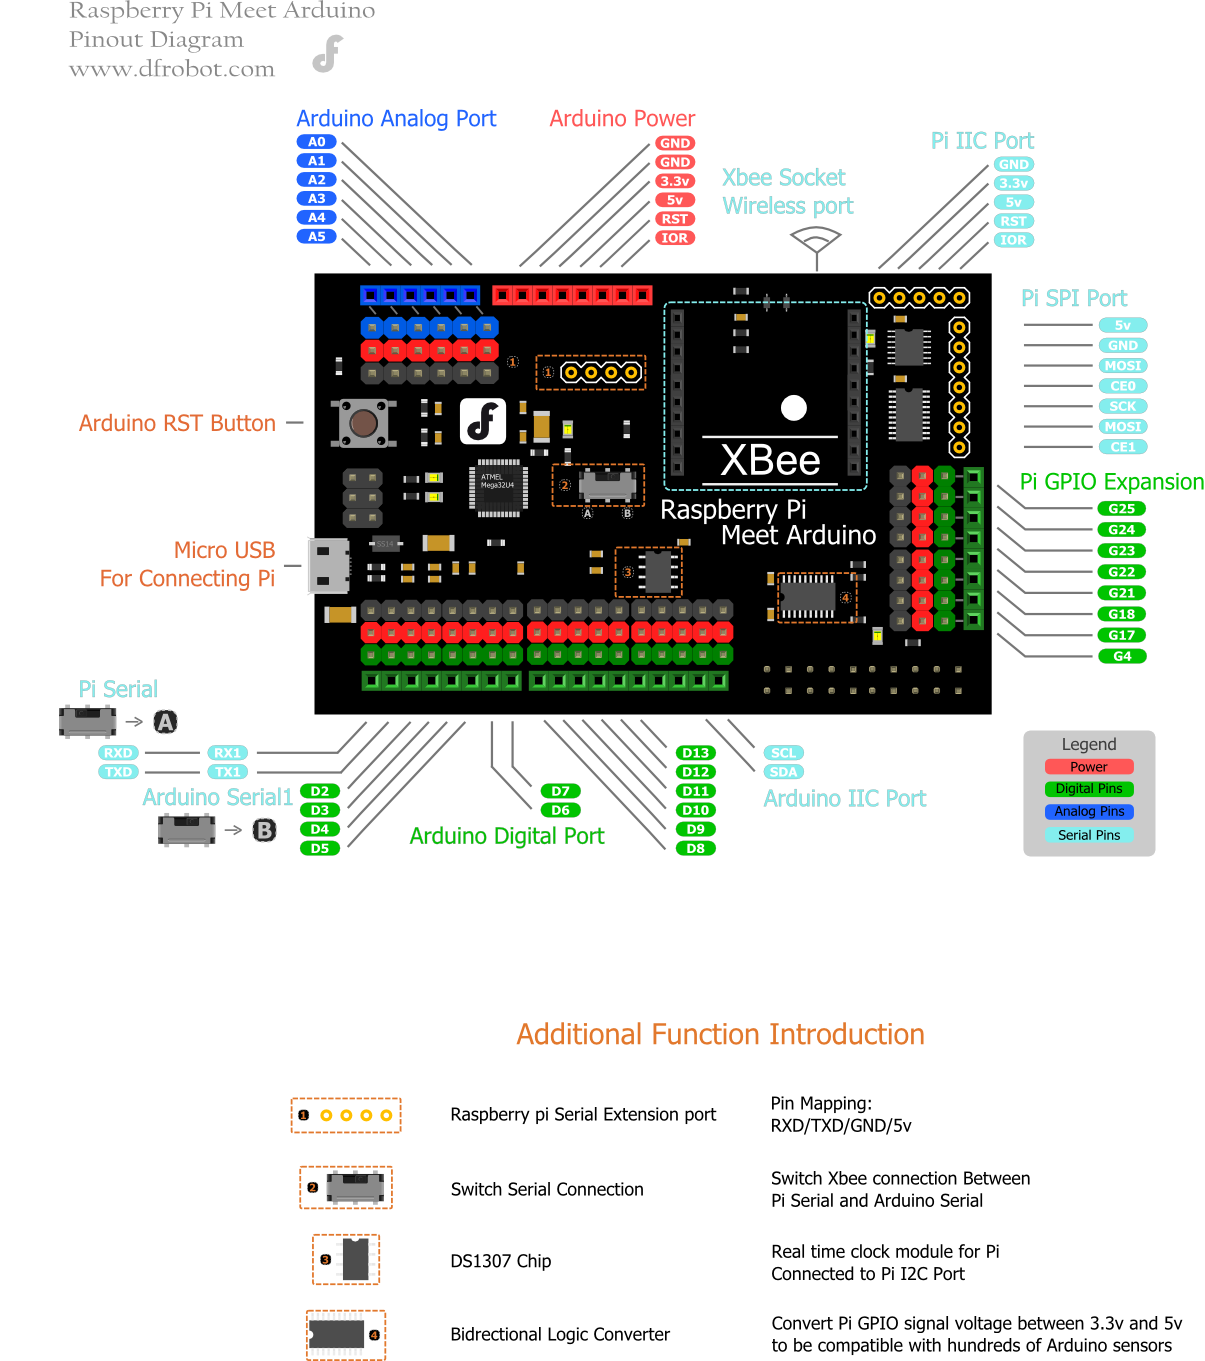 Raspberry Pi Meet Arduino
Pinout Diagram
www.dfrobot.com
Arduino Analog Port
A0
A1
A2
A3
A4
A5
Arduino Power
GND
GND
3.3v
5v
RST
IOR
Xbee Socket
Wireless port
Pi IIC Port
GND
3.3v
5v
RST
IOR
Pi SPI Port
5v
GND
MOSI
CE0
SCK
MOSI
CE1
Pi GPIO Expansion
G25
G24
G23
G22
G21
G18
G17
G4
Arduino RST Button
Micro USB
For Connecting Pi
1
1
ATMEL
Mega32U4
2
A
B
XBee
Raspberry Pi
Meet Arduino
SS14
3
4
Pi Serial
A
RXD
RX1
TXD
TX1
Arduino Serial1
B
D2
D3
D4
D5
D7
D6
Arduino Digital Port
D13
D12
D11
D10
D9
D8
SCL
SDA
Arduino IIC Port
Legend
Power
Digital Pins
Analog Pins
Serial Pins
Additional Function Introduction
1
Raspberry pi Serial Extension port
Pin Mapping:
RXD/TXD/GND/5v
2
Switch Serial Connection
Switch Xbee connection Between
Pi Serial and Arduino Serial
3
DS1307 Chip
Real time clock module for Pi
Connected to Pi I2C Port
4
Bidrectional Logic Converter
Convert Pi GPIO signal voltage between 3.3v and 5v
to be compatible with hundreds of Arduino sensors